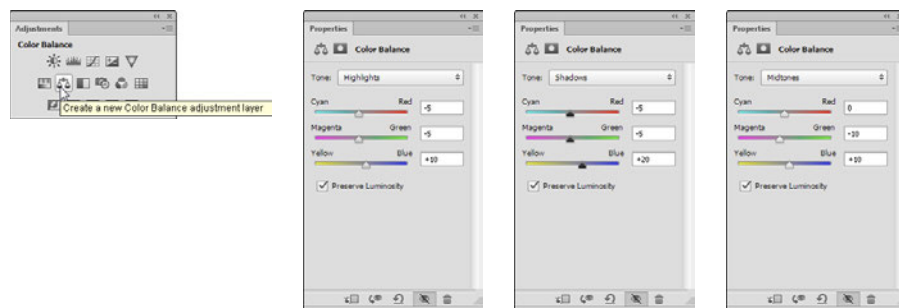 Adjustments
Color Balance
Create a new Color Balance adjustment layer
Properties
Color Balance
Tone: Highlights
Cyan Red -5
Magenta Green -5
Yellow Blue +10
Preserve Luminosity
Properties
Color Balance
Tone: Shadows
Cyan Red -5
Magenta Green -5
Yellow Blue +20
Preserve Luminosity
Properties
Color Balance
Tone: Midtones
Cyan Red 0
Magenta Green -10
Yellow Blue +10
Preserve Luminosity